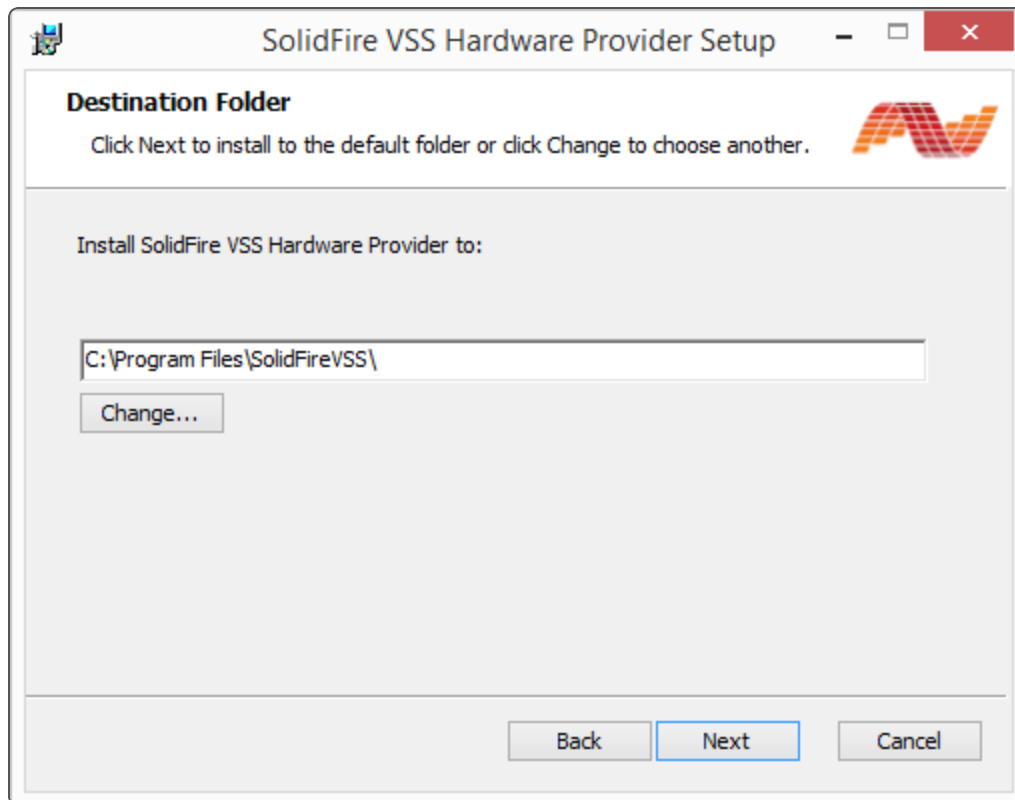 SolidFire VSS Hardware Provider Setup
Destination Folder
Click Next to install to the default folder or click Change to choose another.
Install SolidFire VSS Hardware Provider to:
C:\Program Files\SolidFireVSS\
Change...
Back Next Cancel